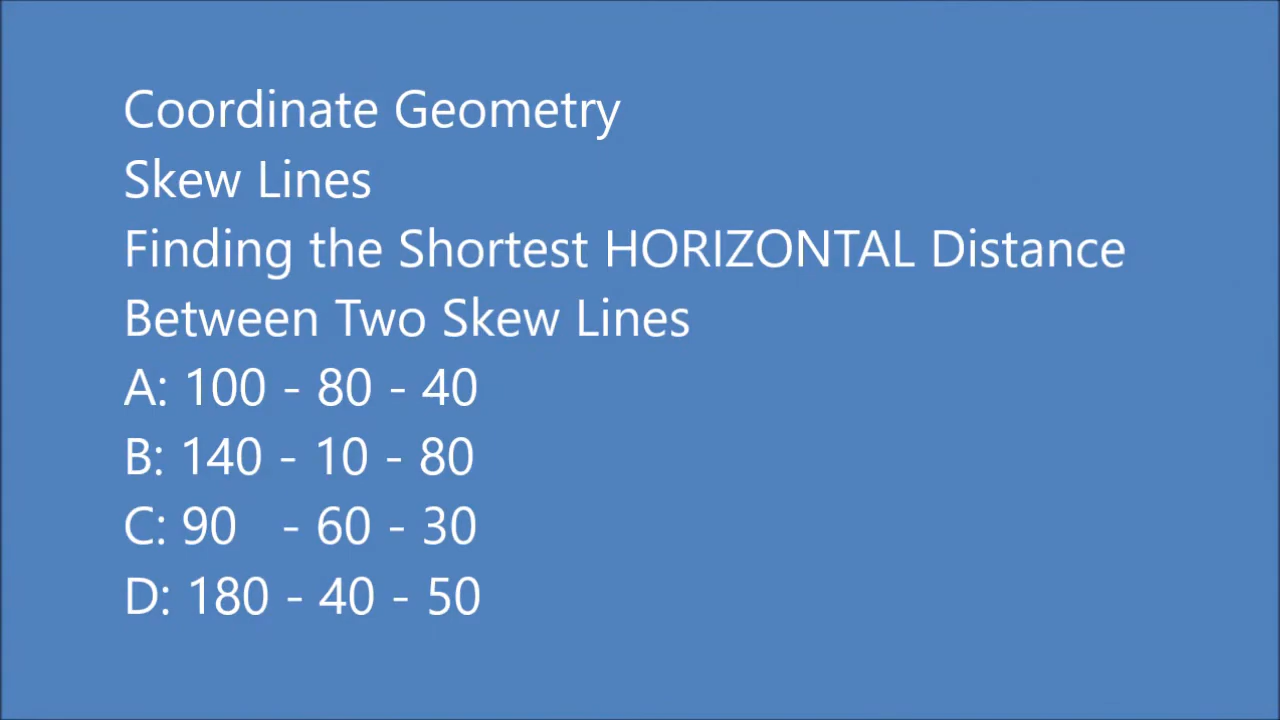 Coordinate Geometry
Skew Lines
Finding the Shortest HORIZONTAL Distance
Between Two Skew Lines
A: 100 - 80 - 40
B: 140 - 10 - 80
C: 90   - 60 - 30
D: 180 - 40 - 50